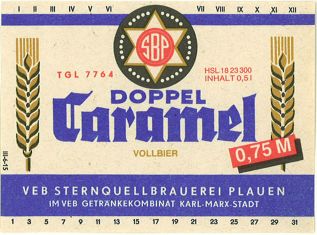 I II III IV V VI VII VIII IX X XI XII
SBP
TGL 7764
HSL 18 23 300
INHALT 0,5 l
DOPPEL
Caramel
VOLLBIER
0,75 M
III-4-15
VEB STERNQUELLBRAUEREI PLAUEN
IM VEB GETRÄNKEKOMBINAT KARL-MARX-STADT
1 3 5 7 9 11 13 15 17 19 21 23 25 27 29 31